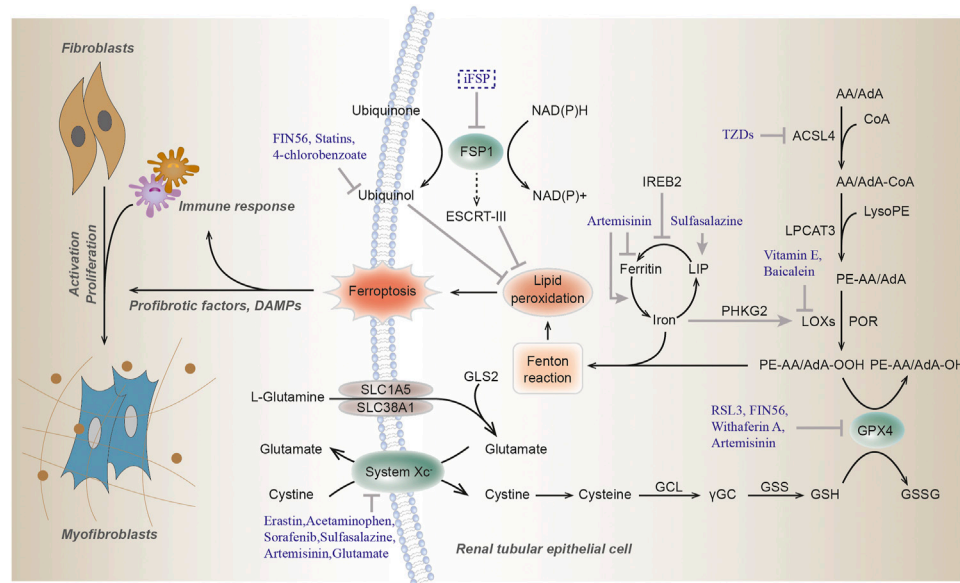 Fibroblasts
Immune response
Activation
Proliferation
Profibrotic factors, DAMPs
Myofibroblasts
Ubiquinone
FIN56, Statins,
4-chlorobenzoate
Ubiquinol
iFSP
FSP1
ESCRT-III
NAD(P)H
NAD(P)+
IREB2
Artemisinin
Sulfasalazine
Ferritin
LIP
Iron
PHKG2
AA/AdA
TZDs
ACSL4
CoA
AA/AdA-CoA
LysoPE
LPCAT3
Vitamin E,
Baicalein
PE-AA/AdA
LOXs
POR
PE-AA/AdA-OOH
PE-AA/AdA-OH
Ferroptosis
Lipid
peroxidation
Fenton
reaction
L-Glutamine
SLC1A5
SLC38A1
GLS2
Glutamate
Glutamate
System Xc-
Cystine
Cystine
Cysteine
GCL
γGC
GSS
GSH
GSSG
RSL3, FIN56,
Withaferin A,
Artemisinin
GPX4
Erastin,Acetaminophen,
Sorafenib,Sulfasalazine,
Artemisinin,Glutamate
Renal tubular epithelial cell